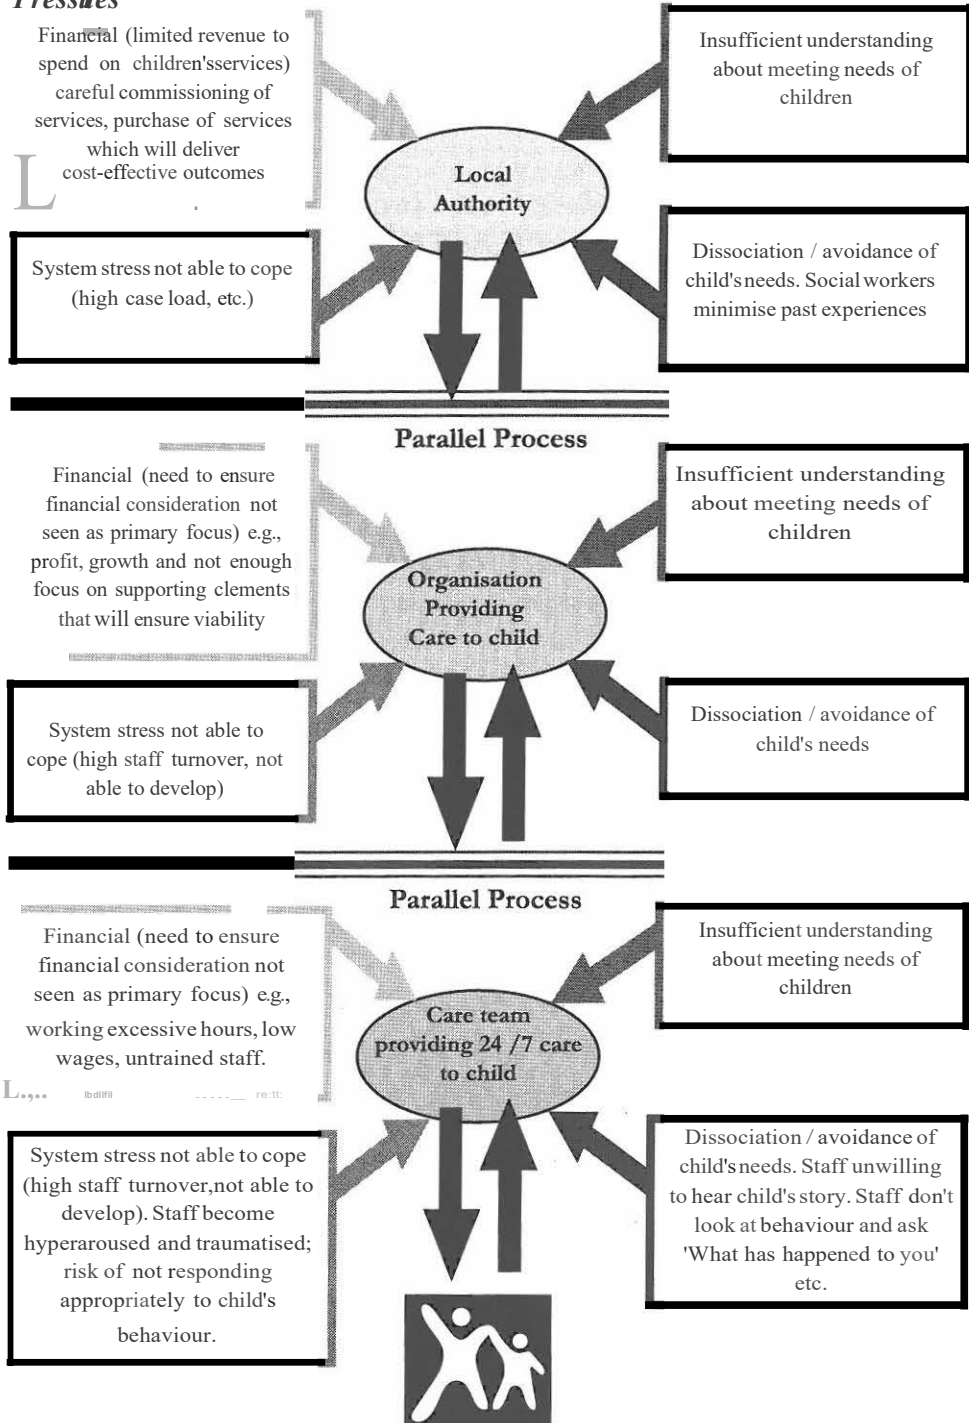 Financial (limited revenue to
spend on children'sservices)
careful commissioning of
services, purchase of services
which will deliver
cost-effective outcomes
L
Insufficient understanding
about meeting needs of
children
Local
Authority
System stress not able to cope
(high case load, etc.)
Dissociation / avoidance of
child's needs. Social workers
minimise past experiences
Parallel Process
Financial (need to ensure
financial consideration not
seen as primary focus) e.g.,
profit, growth and not enough
focus on supporting clements
that will ensure viability
Insufficient understanding
about meeting needs of
children
Organisation
Providing
Care to child
System stress not able to
cope (high staff turnover, not
able to develop)
Dissociation / avoidance of
child's needs
Parallel Process
Financial (need to ensure
financial consideration not
seen as primary focus) e.g.,
working excessive hours, low
wages, untrained staff.
L.,..
Insufficient understanding
about meeting needs of
children
Care team
providing 24 /7 care
to child
System stress not able to cope
(high staff turnover,not able to
develop). Staff become
hyperaroused and traumatised;
risk of not responding
appropriately to child's
behaviour.
Dissociation / avoidance of
child's needs. Staff unwilling
to hear child's story. Staff don't
look at behaviour and ask
'What has happened to you'
etc.